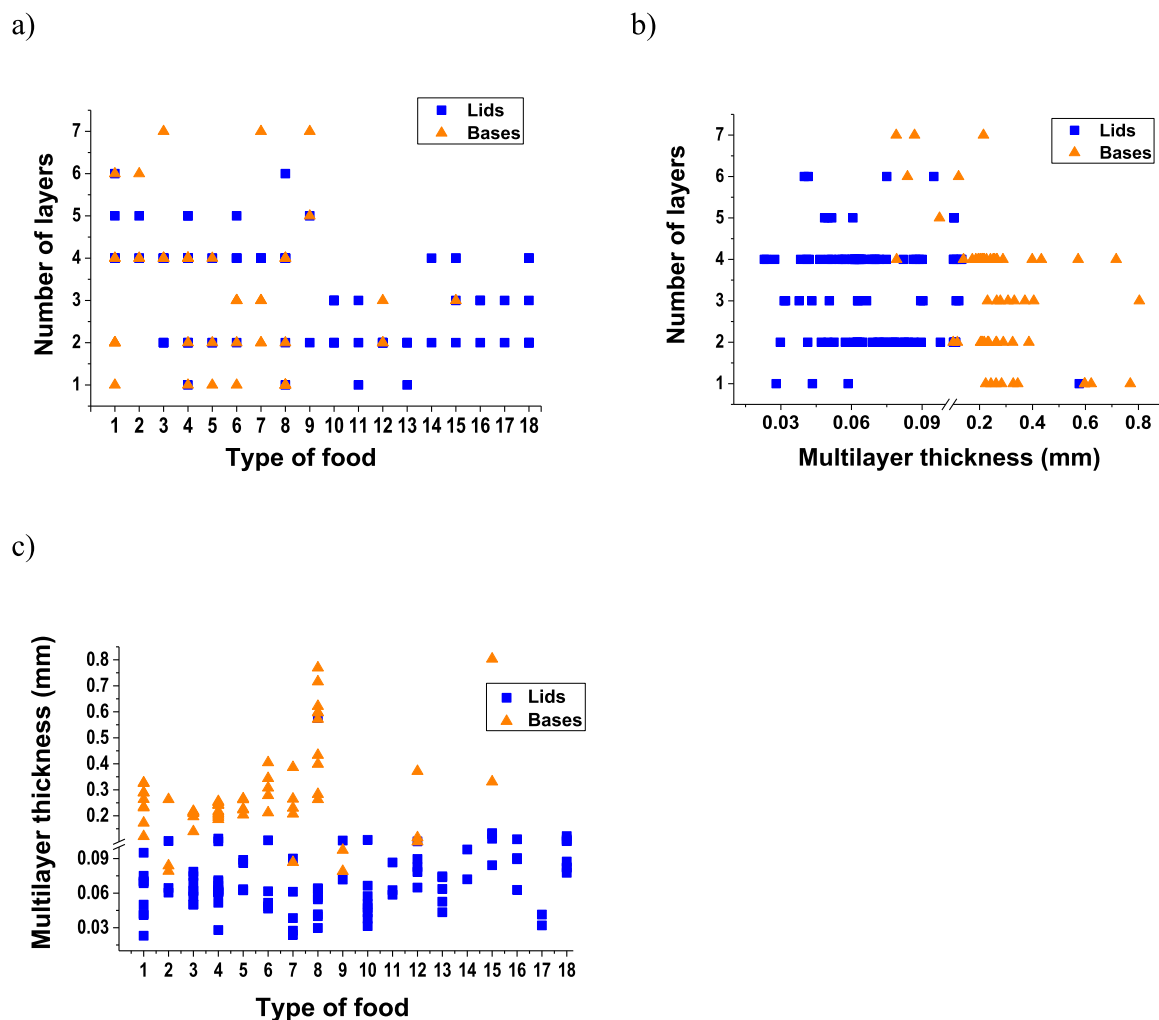 a)
Lids
Bases
Number of layers
7
6
5
4
3
2
1
1 2 3 4 5 6 7 8 9 10 11 12 13 14 15 16 17 18
Type of food
b)
Lids
Bases
Number of layers
7
6
5
4
3
2
1
0.03 0.06 0.09 0.2 0.4 0.6 0.8
Multilayer thickness (mm)
c)
Lids
Bases
Multilayer thickness (mm)
0.8
0.7
0.6
0.5
0.4
0.3
0.2
0.09
0.06
0.03
1 2 3 4 5 6 7 8 9 10 11 12 13 14 15 16 17 18
Type of food